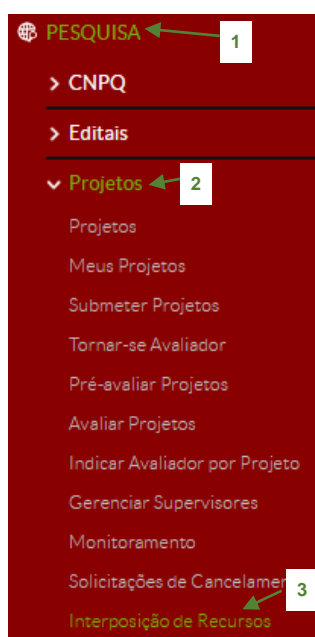 PESQUISA
1
CNPQ
Editais
Projetos
2
Projetos
Meus Projetos
Submeter Projetos
Tornar-se Avaliador
Pré-avaliar Projetos
Avaliar Projetos
Indicar Avaliador por Projeto
Gerenciar Supervisores
Monitoramento
Solicitações de Cancelamen
3
Interposição de Recursos